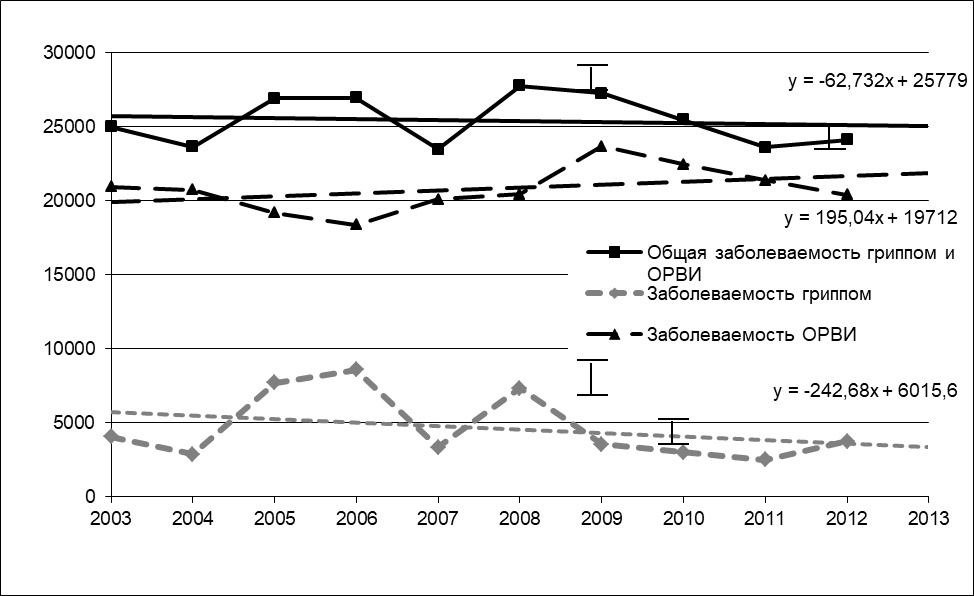 30000
y = -62,732x + 25779
25000
20000
y = 195,04x + 19712
Общая заболеваемость гриппом и
ОРВИ
15000
Заболеваемость гриппом
Заболеваемость ОРВИ
10000
y = -242,68x + 6015,6
5000
0
2003 2004 2005 2006 2007 2008 2009 2010 2011 2012 2013